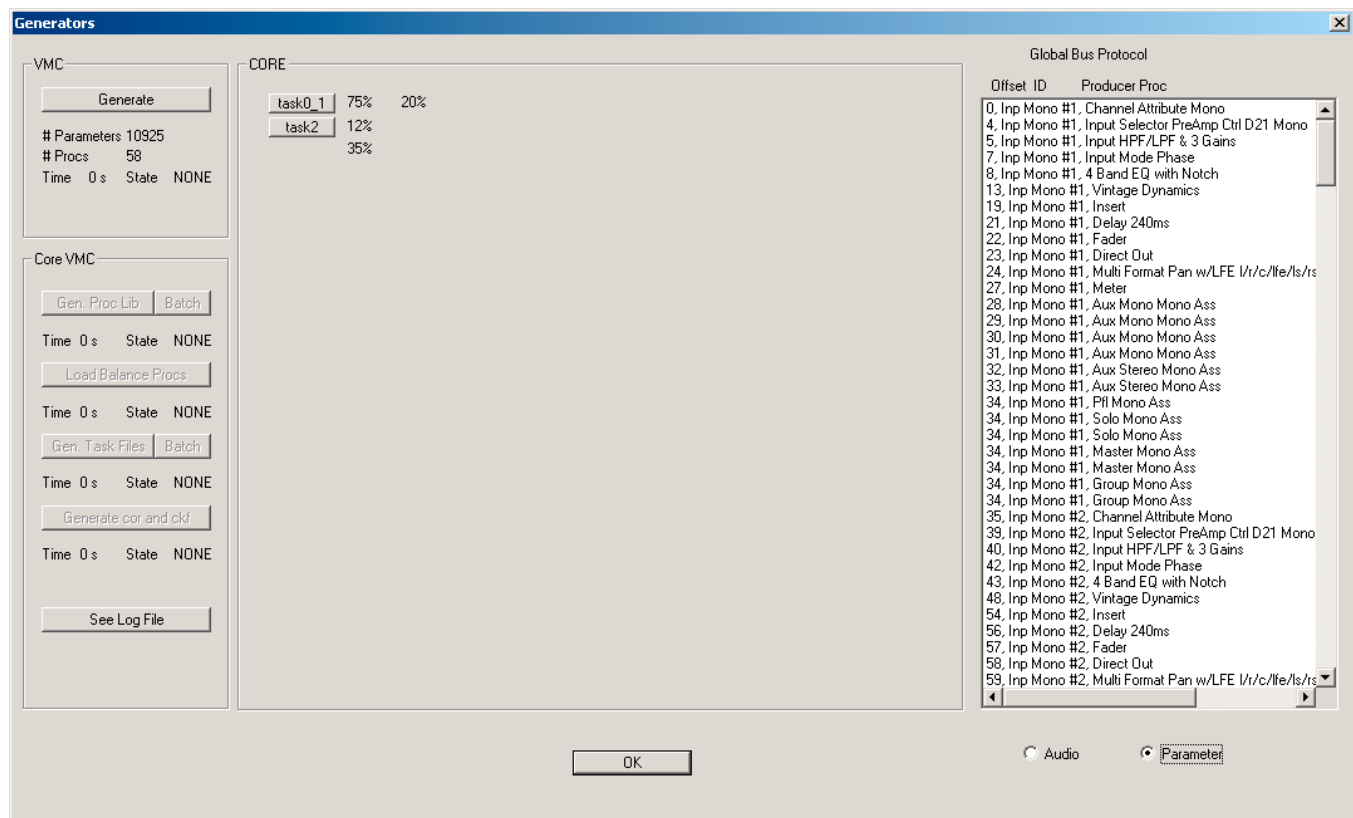 Generators
VMC
Generate
# Parameters 10925
# Procs 58
Time 0 s State NONE
Core VMC
Gen. Proc Lib Batch
Time 0 s State NONE
Load Balance Procs
Time 0 s State NONE
Gen. Task Files Batch
Time 0 s State NONE
Generate cor and ckf
Time 0 s State NONE
See Log File
CORE
task0_1 75% 20%
task2 12%
35%
Global Bus Protocol
Offset ID Producer Proc
0, Inp Mono #1, Channel Attribute Mono
4, Inp Mono #1, Input Selector PreAmp Ctrl D21 Mono
5, Inp Mono #1, Input HPF/LPF & 3 Gains
7, Inp Mono #1, Input Mode Phase
8, Inp Mono #1, 4 Band EQ with Notch
13, Inp Mono #1, Vintage Dynamics
19, Inp Mono #1, Insert
21, Inp Mono #1, Delay 240ms
22, Inp Mono #1, Fader
23, Inp Mono #1, Direct Out
24, Inp Mono #1, Multi Format Pan w/LFE l/r/c/lfe/ls/rs
27, Inp Mono #1, Meter
28, Inp Mono #1, Aux Mono Mono Ass
29, Inp Mono #1, Aux Mono Mono Ass
30, Inp Mono #1, Aux Mono Mono Ass
31, Inp Mono #1, Aux Mono Mono Ass
32, Inp Mono #1, Aux Stereo Mono Ass
33, Inp Mono #1, Aux Stereo Mono Ass
34, Inp Mono #1, Pfl Mono Ass
34, Inp Mono #1, Solo Mono Ass
34, Inp Mono #1, Solo Mono Ass
34, Inp Mono #1, Master Mono Ass
34, Inp Mono #1, Master Mono Ass
34, Inp Mono #1, Group Mono Ass
34, Inp Mono #1, Group Mono Ass
35, Inp Mono #2, Channel Attribute Mono
39, Inp Mono #2, Input Selector PreAmp Ctrl D21 Mono
40, Inp Mono #2, Input HPF/LPF & 3 Gains
42, Inp Mono #2, Input Mode Phase
43, Inp Mono #2, 4 Band EQ with Notch
48, Inp Mono #2, Vintage Dynamics
54, Inp Mono #2, Insert
56, Inp Mono #2, Delay 240ms
57, Inp Mono #2, Fader
58, Inp Mono #2, Direct Out
59, Inp Mono #2, Multi Format Pan w/LFE l/r/c/lfe/ls/rs
Audio Parameter
OK